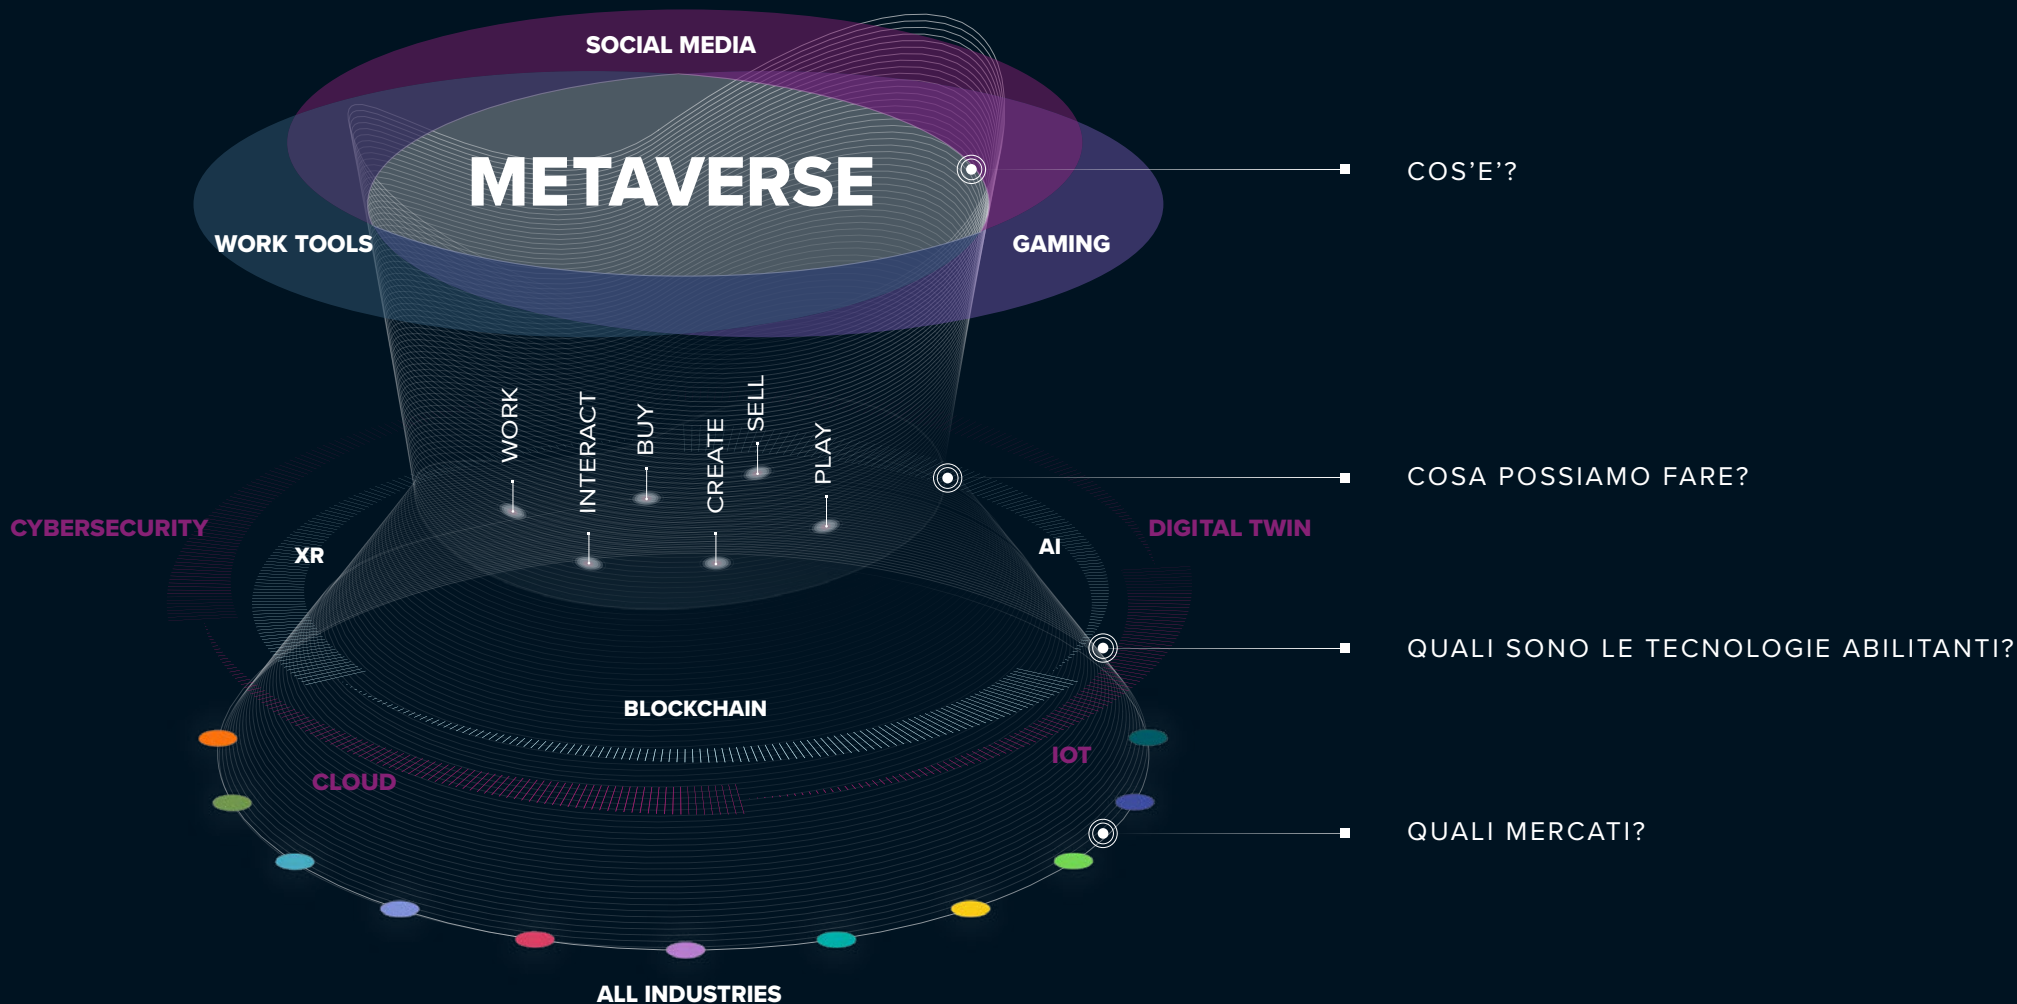 SOCIAL MEDIA
METAVERSE
COS’E’?
WORK TOOLS
GAMING
WORK
INTERACT
BUY
CREATE
SELL
PLAY
COSA POSSIAMO FARE?
CYBERSECURITY
DIGITAL TWIN
XR
AI
QUALI SONO LE TECNOLOGIE ABILITANTI?
BLOCKCHAIN
IOT
CLOUD
QUALI MERCATI?
ALL INDUSTRIES